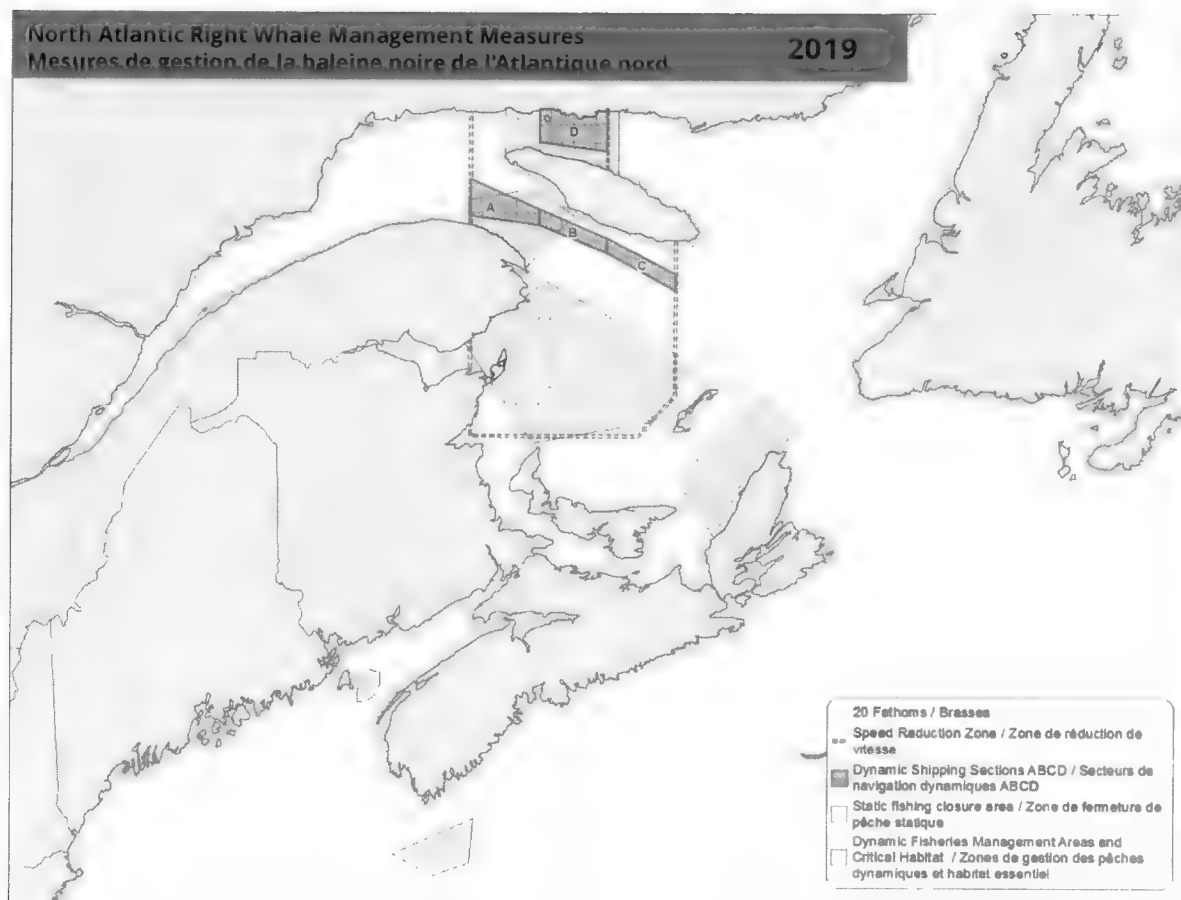 North Atlantic Right Whale Management Measures
Mesures de gestion de la baleine noire de l'Atlantique nord
2019
D
A
B
C
20 Fathoms / Brasses
Speed Reduction Zone / Zone de réduction de
vitesse
Dynamic Shipping Sections ABCD / Secteurs de
navigation dynamiques ABCD
Static fishing closure area / Zone de fermeture de
pêche statique
Dynamic Fisheries Management Areas and
Critical Habitat / Zones de gestion des pêches
dynamiques et habitat essentiel